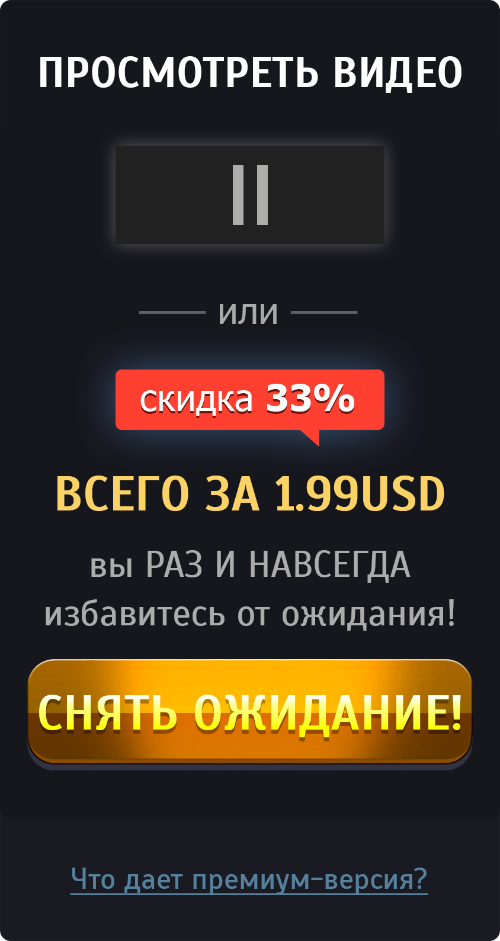 ПРОСМОТРЕТЬ ВИДЕО
или
скидка 33%
ВСЕГО ЗА 1.99USD
вы РАЗ И НАВСЕГДА
избавитесь от ожидания!
СНЯТЬ ОЖИДАНИЕ!
Что дает премиум-версия?